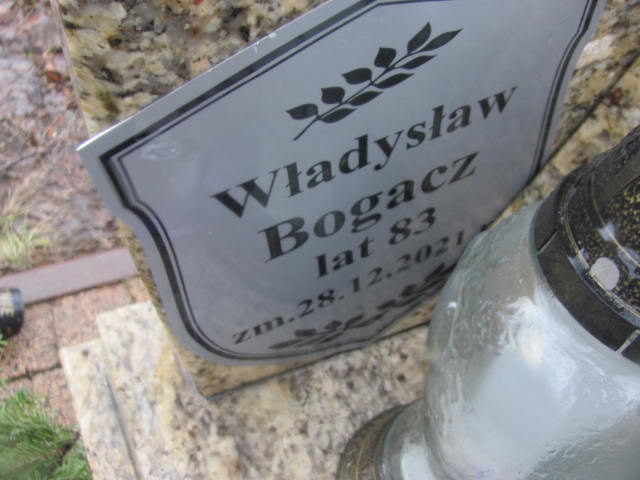 Władysław
Bogacz
lat 83
zm.28.12.2021